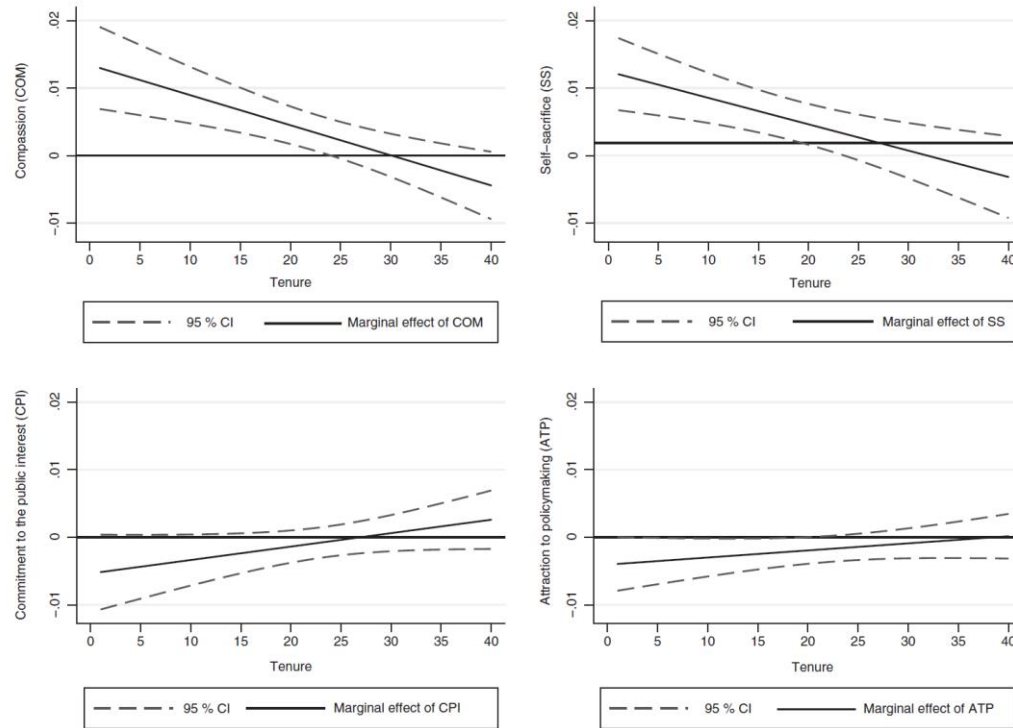 Compassion (COM)
.02
.01
0
−.01
0 5 10 15 20 25 30 35 40
Tenure
95 % CI Marginal effect of COM
Self−sacrifice (SS)
.02
.01
0
−.01
0 5 10 15 20 25 30 35 40
Tenure
95 % CI Marginal effect of SS
Commitment to the public interest (CPI)
.02
.01
0
−.01
0 5 10 15 20 25 30 35 40
Tenure
95 % CI Marginal effect of CPI
Attraction to policymaking (ATP)
.02
.01
0
−.01
0 5 10 15 20 25 30 35 40
Tenure
95 % CI Marginal effect of ATP